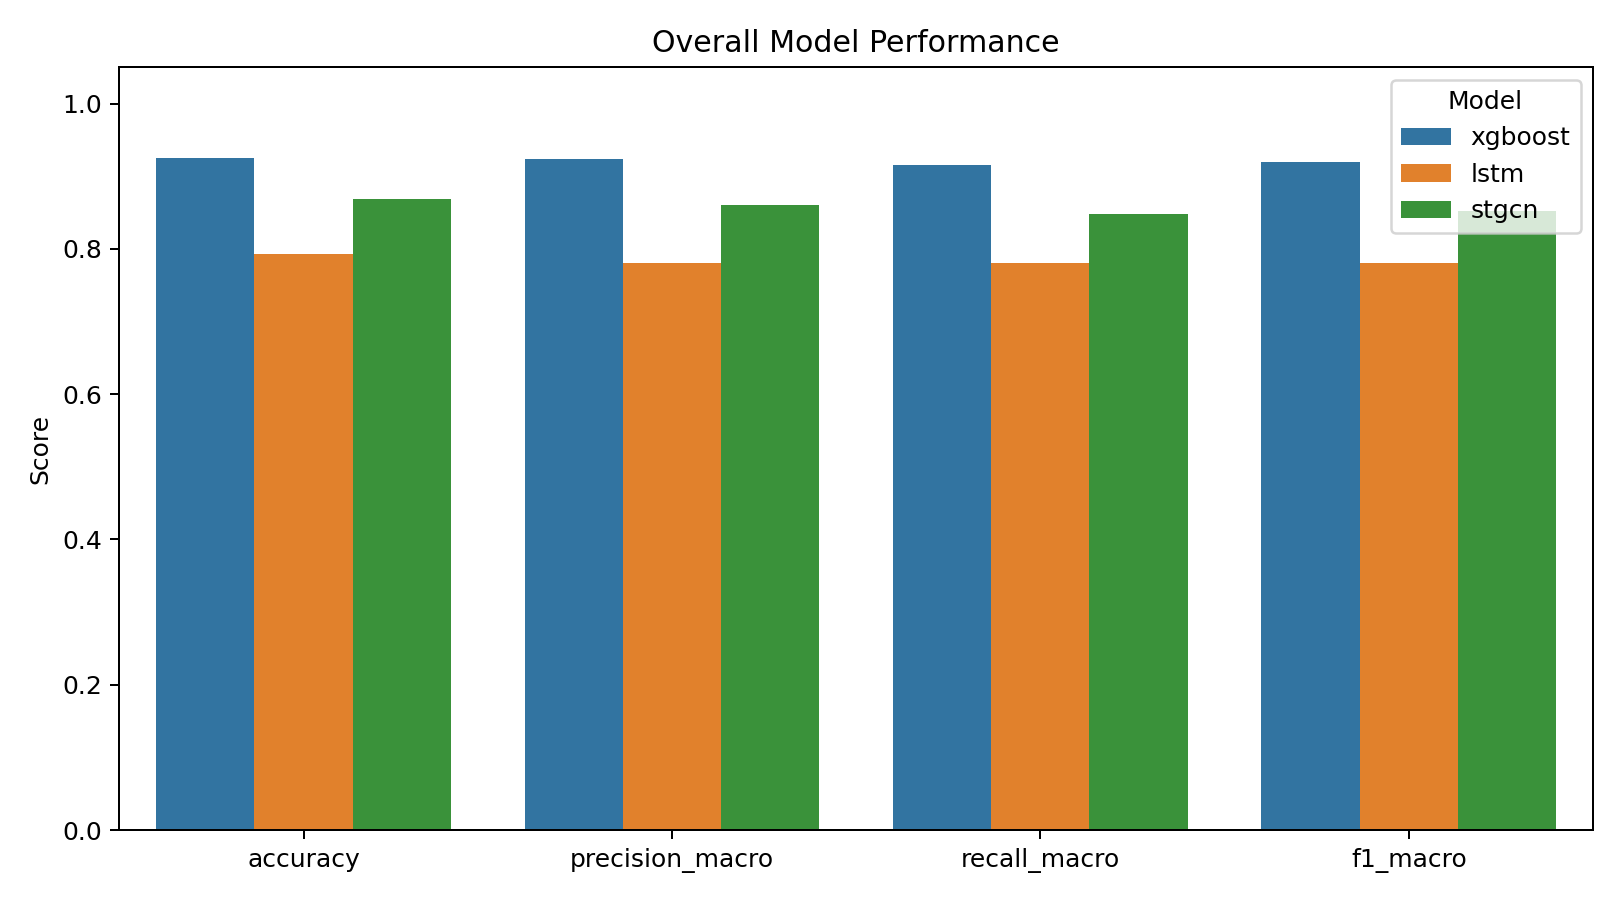 Overall Model Performance
Model
xgboost
lstm
stgcn
1.0
0.8
0.6
0.4
0.2
0.0
Score
accuracy
precision_macro
recall_macro
f1_macro